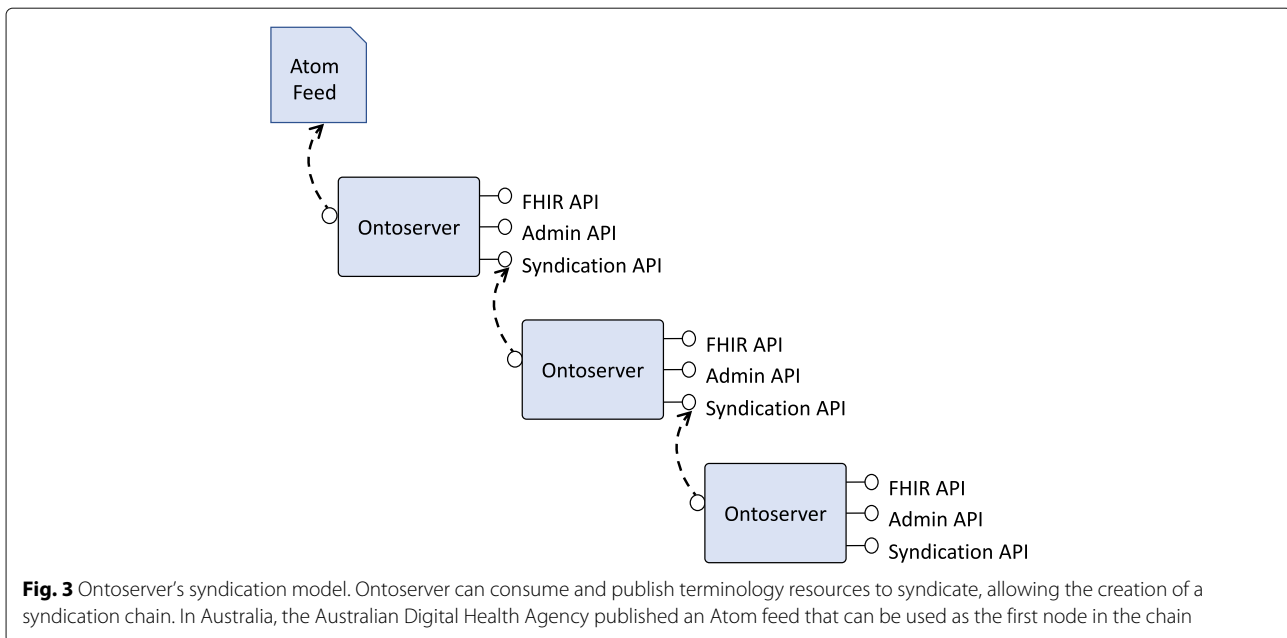 Atom
Feed
Ontoserver
FHIR API
Admin API
Syndication API
Ontoserver
FHIR API
Admin API
Syndication API
Ontoserver
FHIR API
Admin API
Syndication API
Fig. 3 Ontoserver’s syndication model. Ontoserver can consume and publish terminology resources to syndicate, allowing the creation of a
syndication chain. In Australia, the Australian Digital Health Agency published an Atom feed that can be used as the first node in the chain